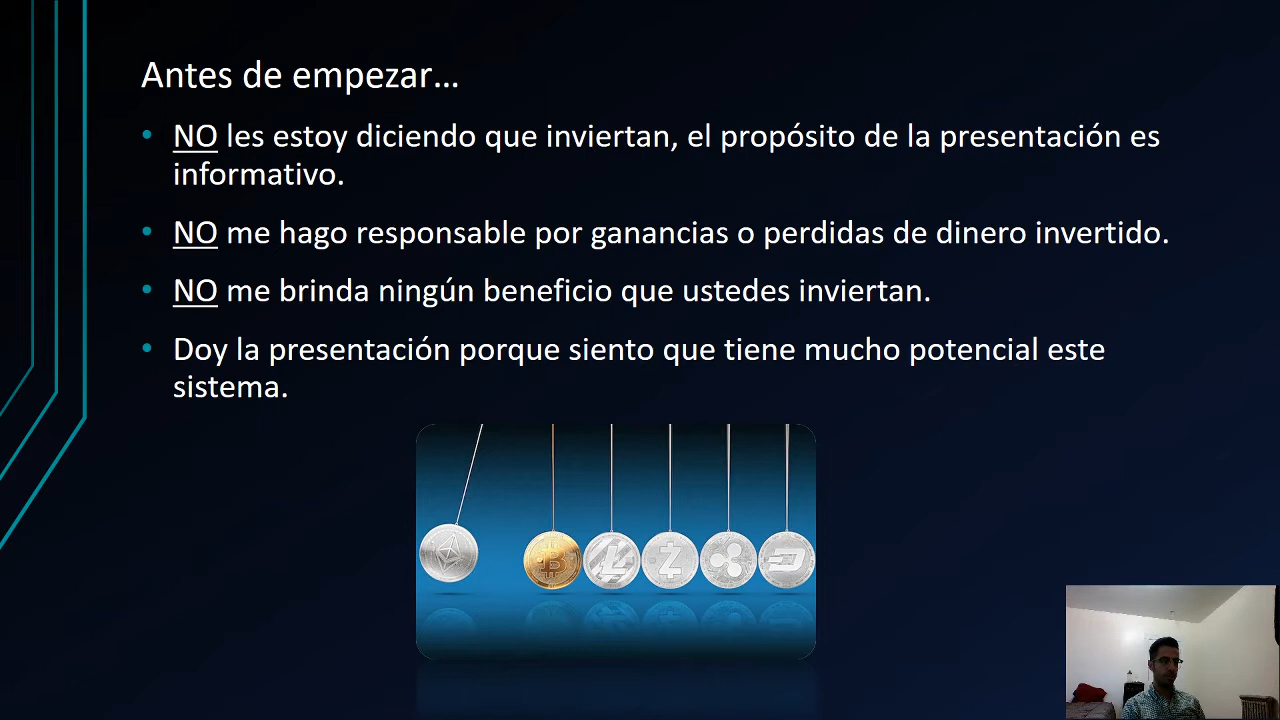 Antes de empezar...
• NO les estoy diciendo que inviertan, el propósito de la presentación es
informativo.
• NO me hago responsable por ganancias o perdidas de dinero invertido.
• NO me brinda ningún beneficio que ustedes inviertan.
• Doy la presentación porque siento que tiene mucho potencial este
sistema.